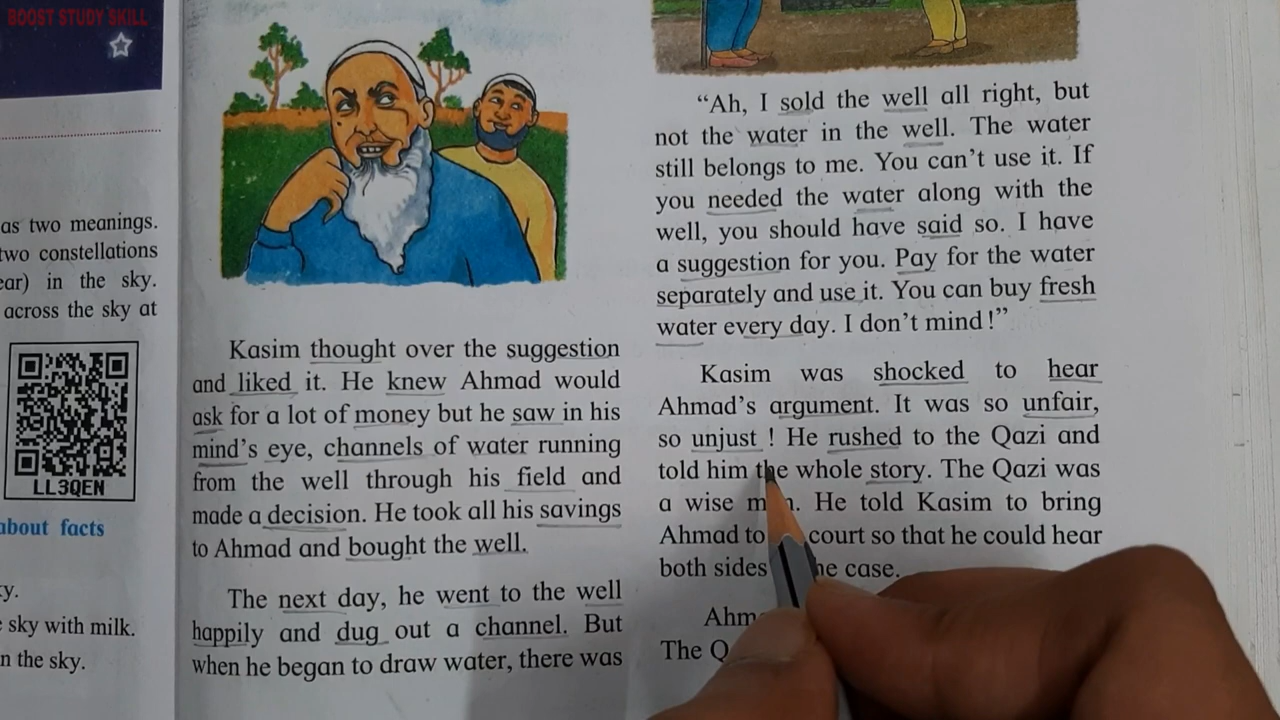 BOOST STUDY SKILL
as two meanings.
two constellations
ear) in the sky.
across the sky at
LL3QEN
about facts
ky.
sky with milk.
n the sky.
Kasim thought over the suggestion
and liked it. He knew Ahmad would
ask for a lot of money but he saw in his
mind's eye, channels of water running
from the well through his field and
made a decision. He took all his savings
to Ahmad and bought the well.
The next day, he went to the well
happily and dug out a channel. But
when he began to draw water, there was
“Ah, I sold the well all right, but
not the water in the well. The water
still belongs to me. You can't use it. If
you needed the water along with the
well, you should have said so. I have
a suggestion for you. Pay for the water
separately and use it. You can buy fresh
water every day. I don't mind !”
Kasim was shocked to hear
Ahmad's argument. It was so unfair,
so unjust ! He rushed to the Qazi and
told him the whole story. The Qazi was
a wise m n. He told Kasim to bring
Ahmad to court so that he could hear
both sides he case.
Ahm
The Q